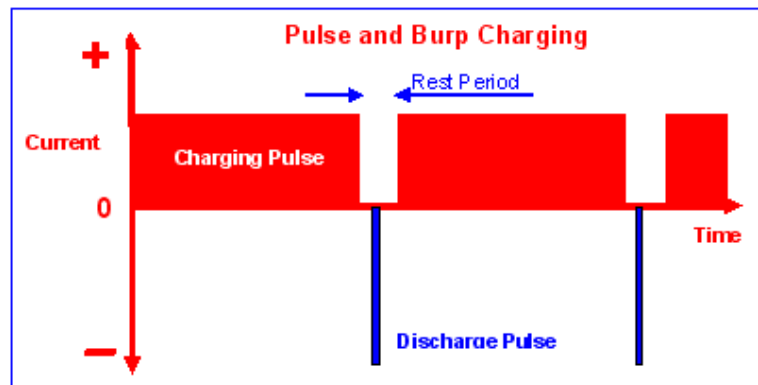 Pulse and Burp Charging
+
Rest Period
Current
Charging Pulse
0
Time
Discharge Pulse
−